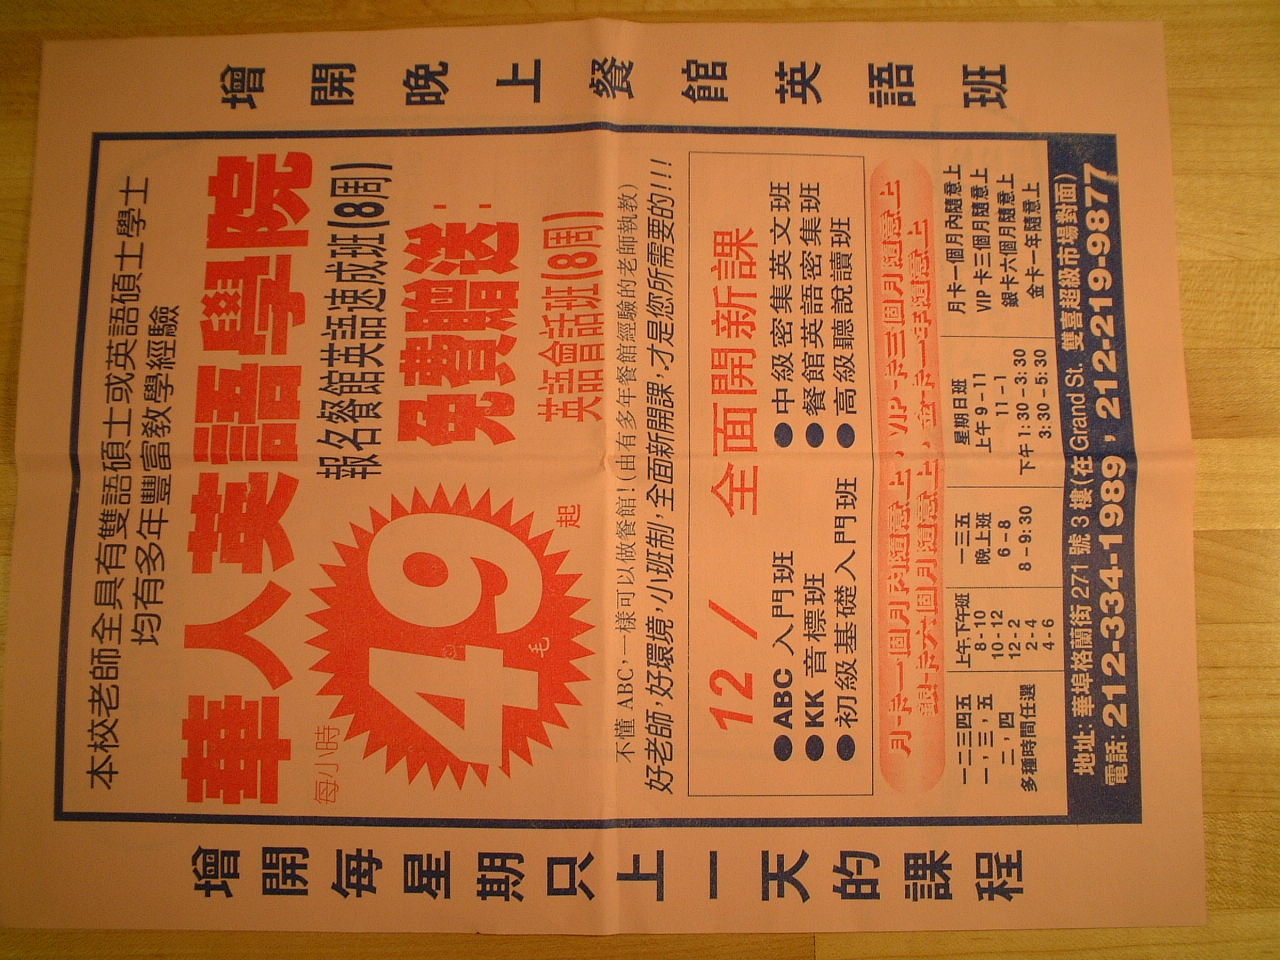 增開每星期只上一天的課程
增開晚上餐館英語班
本校老師全具有雙語碩士或英語碩士學士
均有多年豐富教學經驗
華人英語學院
每小時
49
毛
起
報名餐館英語速成班(8周)
免費贈送:
英語會話班(8周)
不懂 ABC,一樣可以做餐館!(由有多年餐館經驗的老師執教)
好老師,好環境,小班制,全面新開課,才是您所需要的!!!
12 / 全面開新課
●ABC 入門班 ●中級密集英文班
●KK 音標班 ●餐館英語密集班
●初級基礎入門班 ●高級聽說讀班
月卡一個月內隨意上,VIP卡三個月隨意上
銀卡六個月隨意上,金卡一年隨意上
一二三四五
一,三,五
二,四
多種時間任選
上午,下午班
8 - 10
10 - 12
12 - 2
2 - 4
4 - 6
一三五
晚上班
6 - 8
8 - 9:30
星期日班
上午 9 - 11
11 - 1
下午 1:30 - 3:30
3:30 - 5:30
月卡一個月內隨意上
VIP 卡三個月隨意上
銀卡六個月隨意上
金卡一年隨意上
地址: 華埠格蘭街 271 號 3 樓(在 Grand St. 雙喜超級市場對面)
電話: 212-334-1989 , 212-219-9877